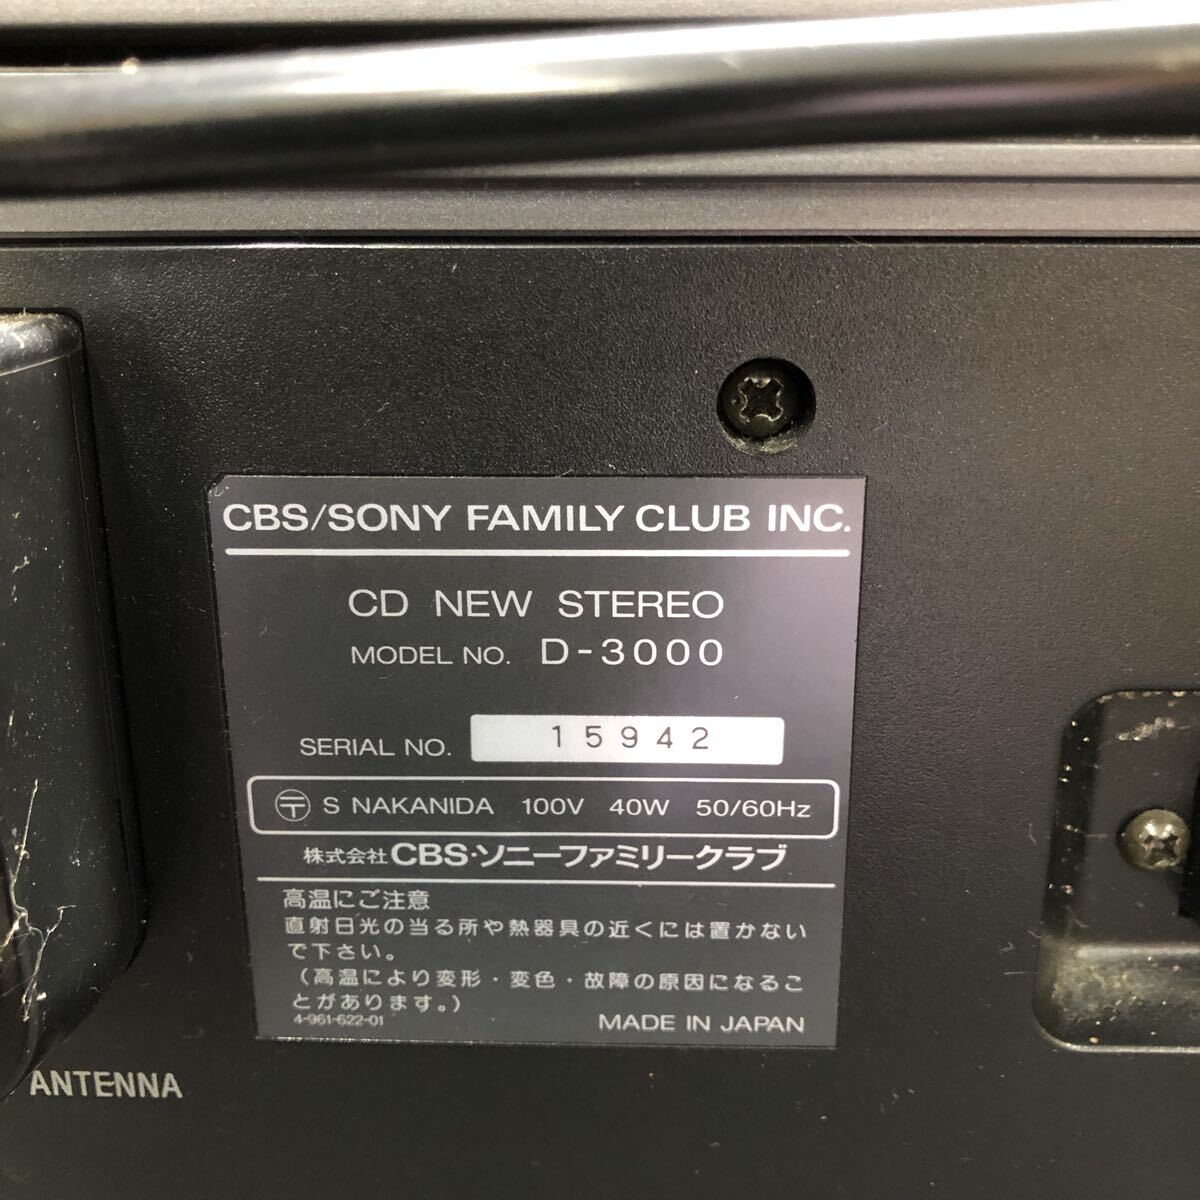 CBS/SONY FAMILY CLUB INC.
CD NEW STEREO
MODEL NO. D-3000
SERIAL NO. 15942
〒 S NAKANIDA 100V 40W 50/60Hz
株式会社CBS・ソニーファミリークラブ
高温にご注意
直射日光の当る所や熱器具の近くには置かない
で下さい。
(高温により変形・変色・故障の原因になるこ
とがあります。)
4-961-622-01
MADE IN JAPAN
ANTENNA